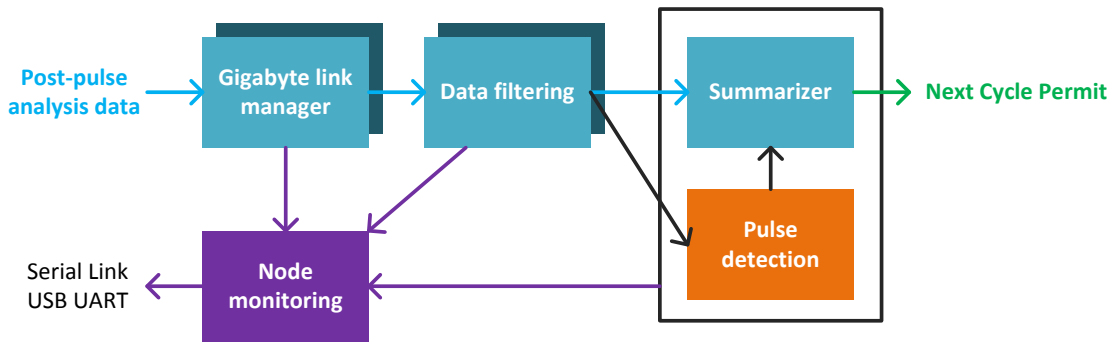 Post-pulse
analysis data
Gigabyte link
manager
Data filtering
Summarizer
Next Cycle Permit
Pulse
detection
Serial Link
USB UART
Node
monitoring